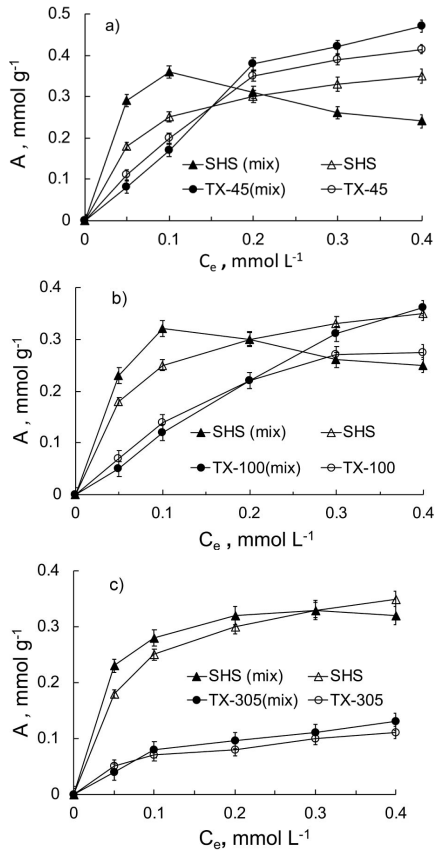 a)
0.5
0.4
0.3
0.2
0.1
0
A , mmol g-1
SHS (mix) SHS
TX-45(mix) TX-45
0 0.1 0.2 0.3 0.4
Ce , mmol L-1
b)
0.4
0.3
0.2
0.1
0
A , mmol g-1
SHS (mix) SHS
TX-100(mix) TX-100
0 0.1 0.2 0.3 0.4
Ce , mmol L-1
c)
0.4
0.3
0.2
0.1
0
A , mmol g-1
SHS (mix) SHS
TX-305(mix) TX-305
0 0.1 0.2 0.3 0.4
Ce, mmol L-1